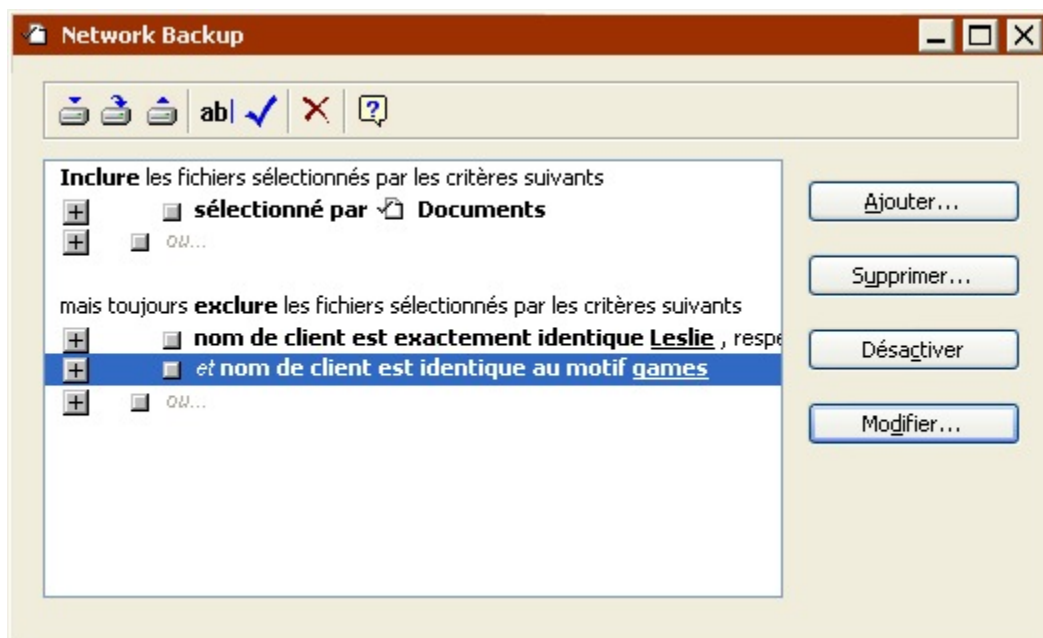 Network Backup
ab|
Inclure les fichiers sélectionnés par les critères suivants
sélectionné par Documents
ou...
mais toujours exclure les fichiers sélectionnés par les critères suivants
nom de client est exactement identique Leslie , respe
et nom de client est identique au motif games
ou...
Ajouter...
Supprimer...
Désactiver
Modifier...